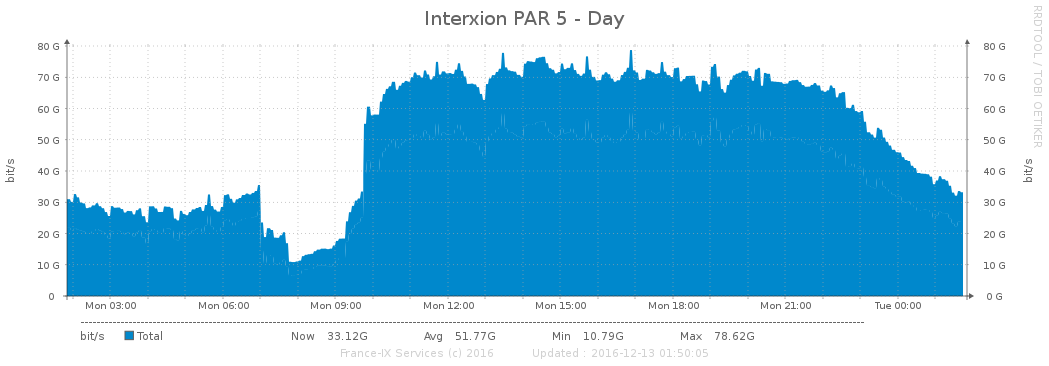 Interxion PAR 5 - Day
RRDTOOL / TOBI OETIKER
80 G 80 G
70 G 70 G
60 G 60 G
50 G 50 G
40 G 40 G
30 G 30 G
20 G 20 G
10 G 10 G
0 0 G
bit/s bit/s
Mon 03:00 Mon 06:00 Mon 09:00 Mon 12:00 Mon 15:00 Mon 18:00 Mon 21:00 Tue 00:00
bit/s Total Now 33.12G Avg 51.77G Min 10.79G Max 78.62G
France-IX Services (c) 2016 Updated : 2016-12-13 01:50:05